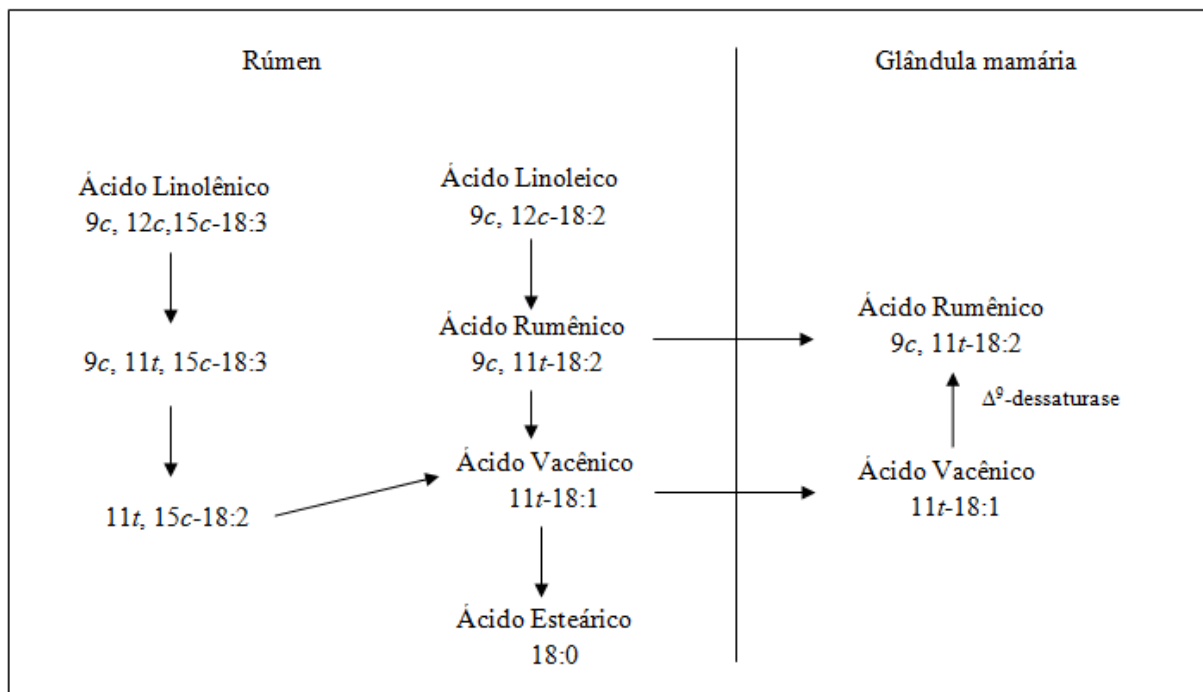 Rúmen
Glândula mamária
Ácido Linolênico
9c, 12c,15c-18:3
Ácido Linoleico
9c, 12c-18:2
9c, 11t, 15c-18:3
Ácido Rumênico
9c, 11t-18:2
Ácido Rumênico
9c, 11t-18:2
Δ⁹-dessaturase
11t, 15c-18:2
Ácido Vacênico
11t-18:1
Ácido Vacênico
11t-18:1
Ácido Esteárico
18:0